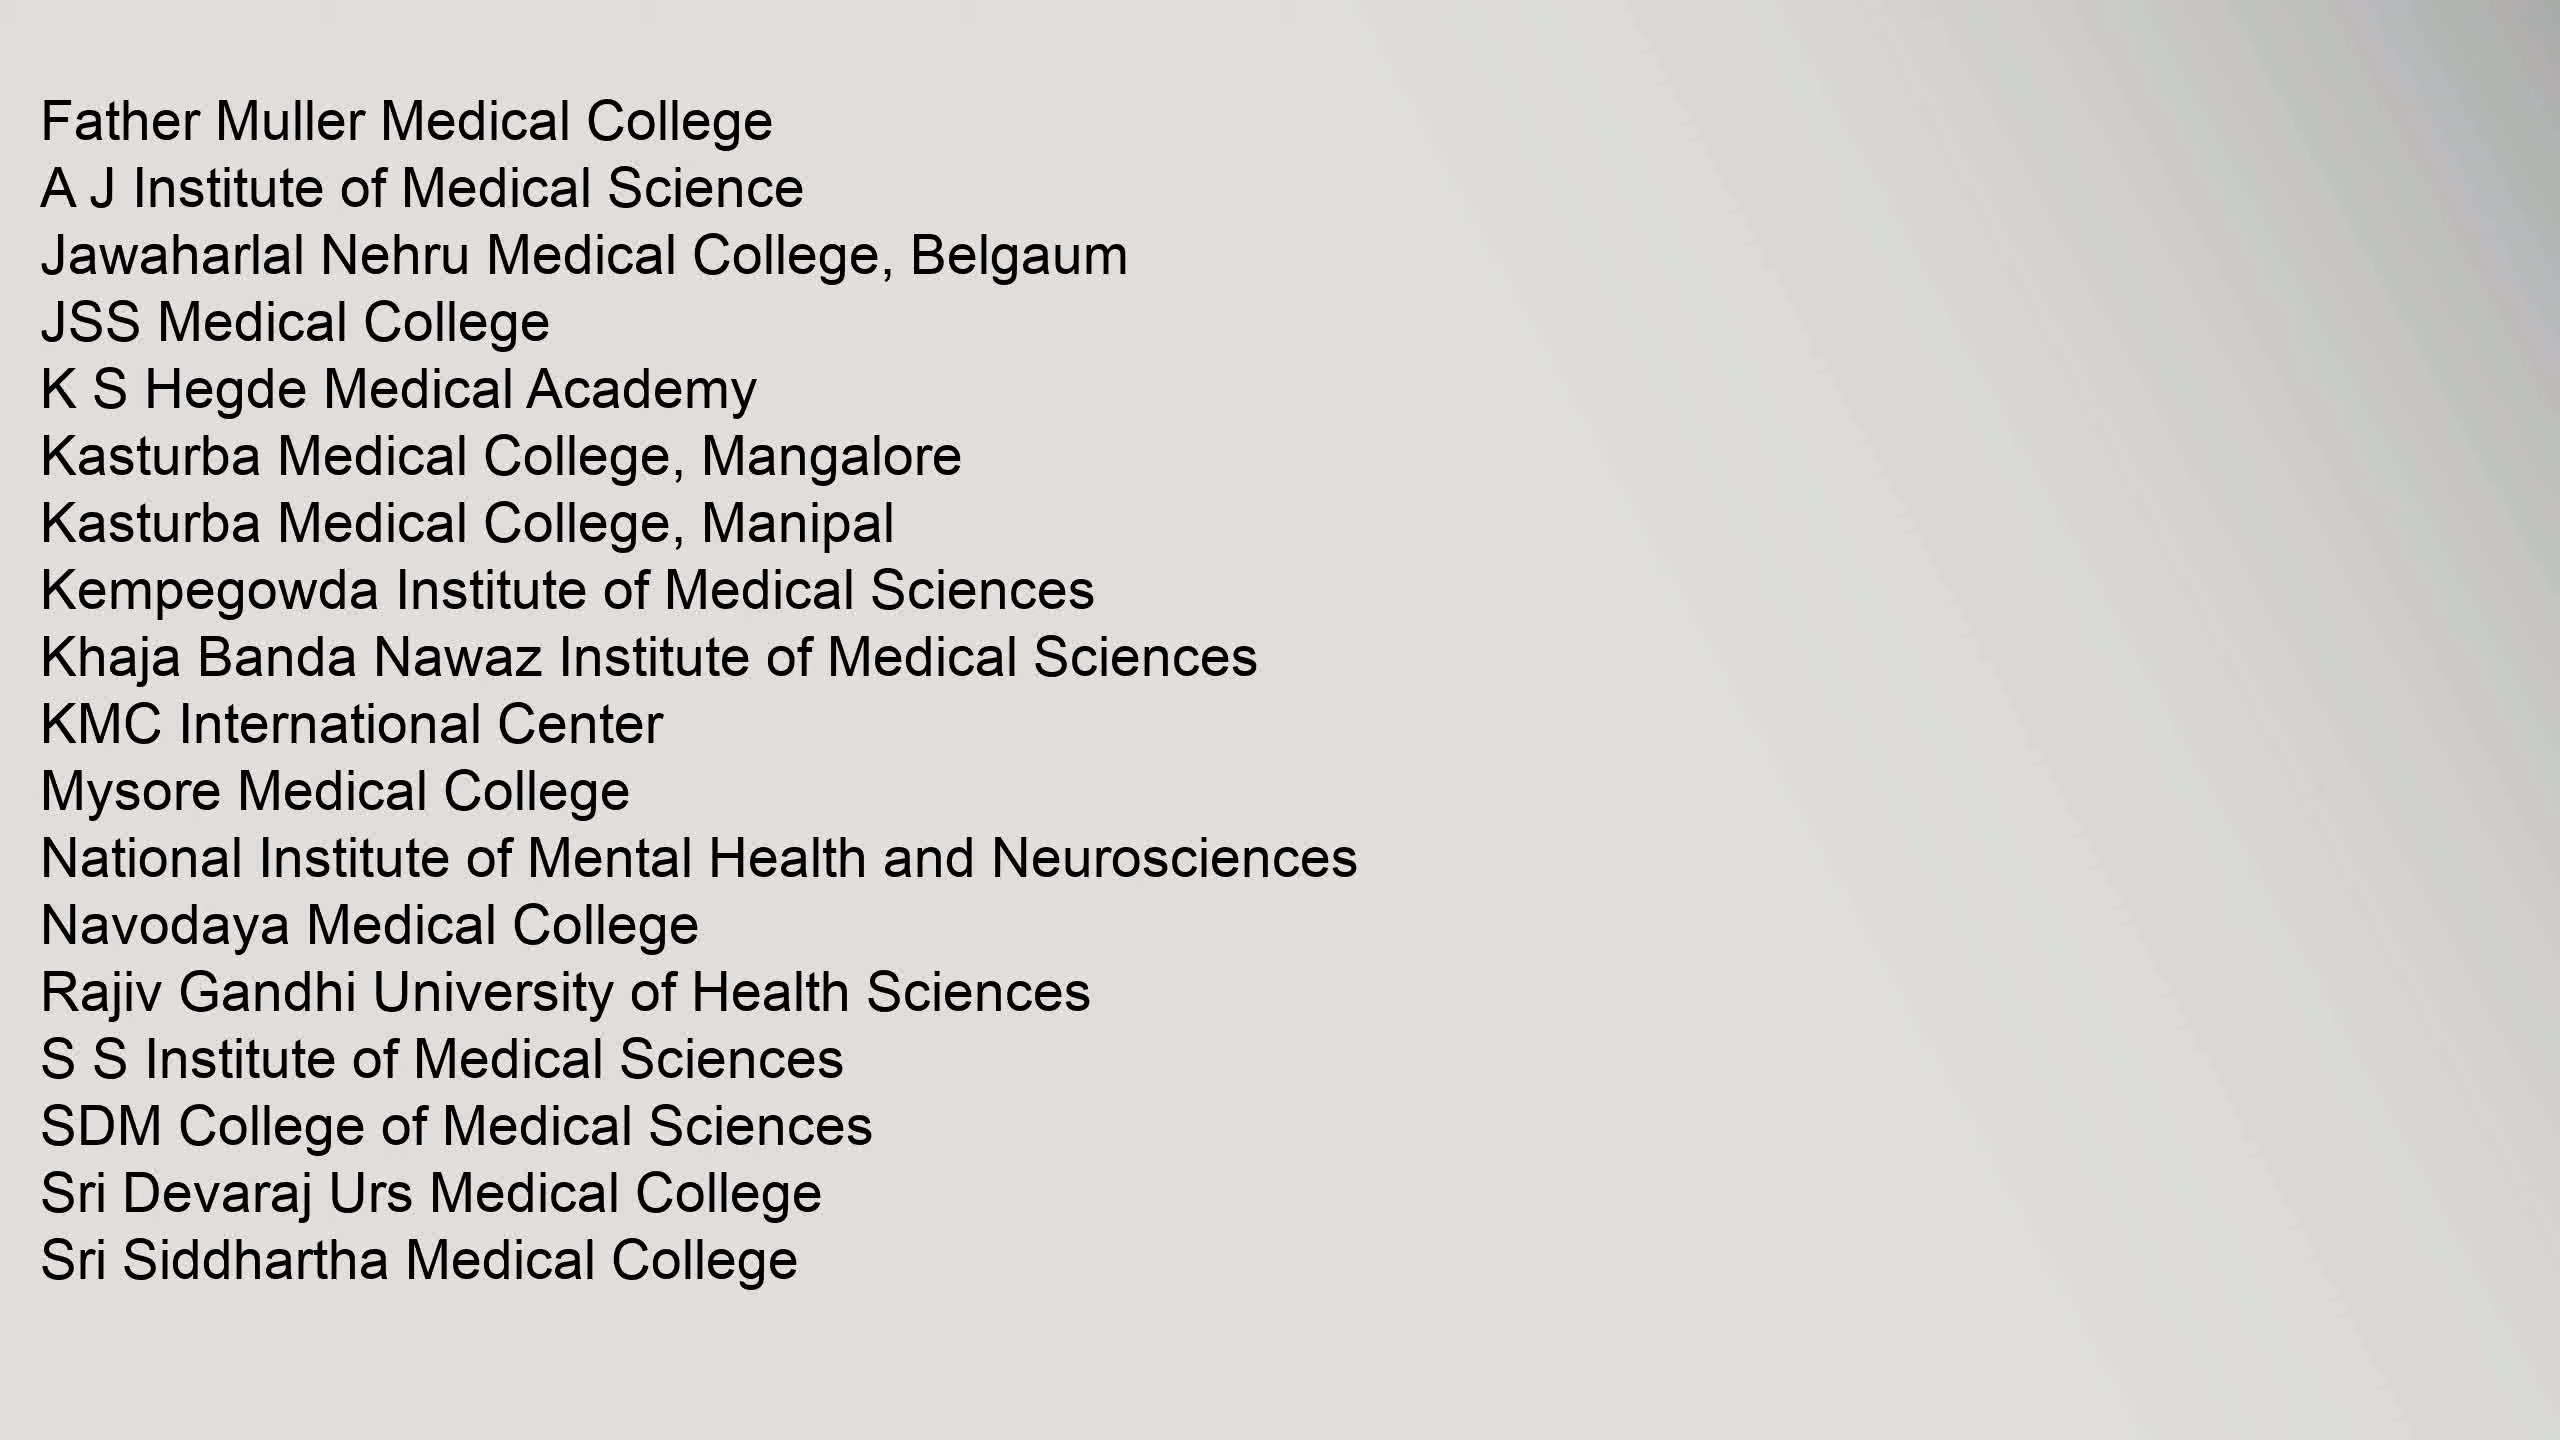 Father Muller Medical College
A J Institute of Medical Science
Jawaharlal Nehru Medical College, Belgaum
JSS Medical College
K S Hegde Medical Academy
Kasturba Medical College, Mangalore
Kasturba Medical College, Manipal
Kempegowda Institute of Medical Sciences
Khaja Banda Nawaz Institute of Medical Sciences
KMC International Center
Mysore Medical College
National Institute of Mental Health and Neurosciences
Navodaya Medical College
Rajiv Gandhi University of Health Sciences
S S Institute of Medical Sciences
SDM College of Medical Sciences
Sri Devaraj Urs Medical College
Sri Siddhartha Medical College